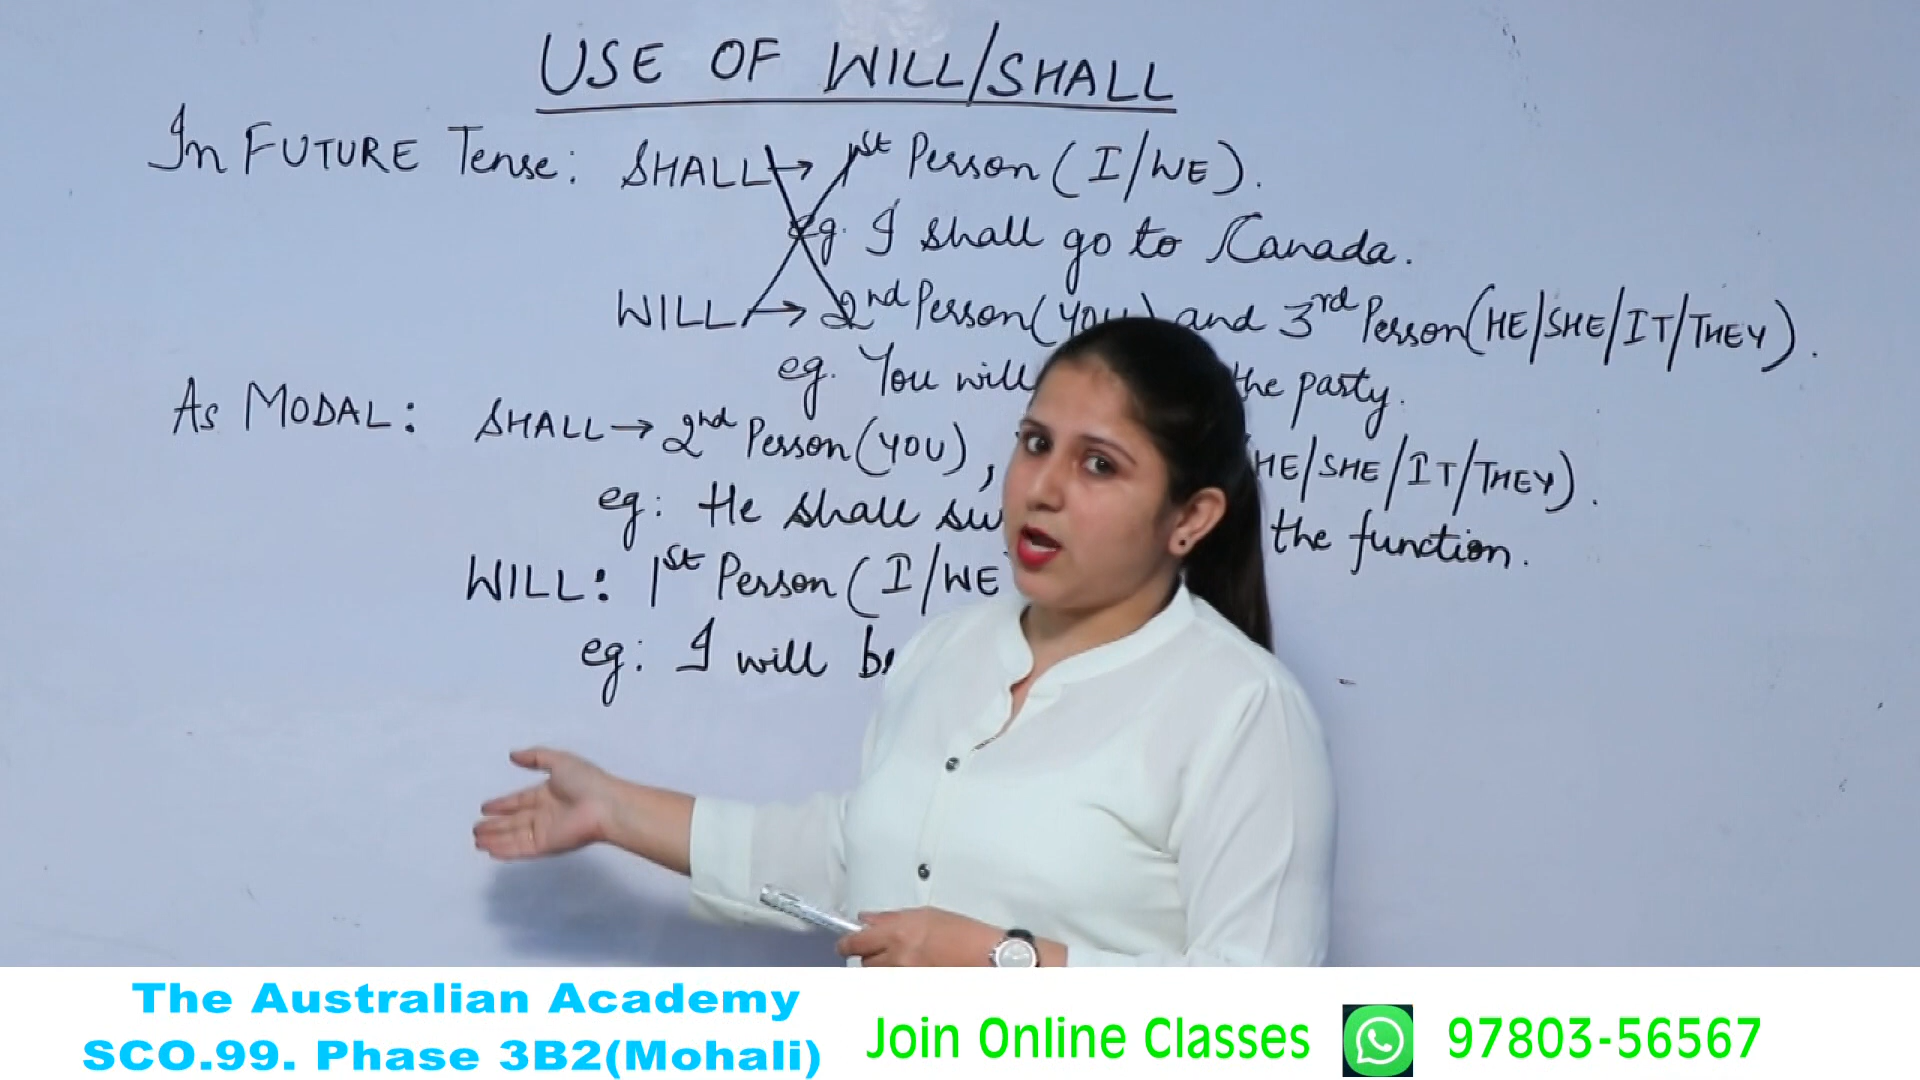 USE OF WILL/SHALL
In FUTURE Tense: SHALL → 1st Person (I/WE).
eg. I shall go to Canada.
WILL → 2nd Person (YOU) and 3rd Person (HE/SHE/IT/THEY).
eg. You will the party.
As MODAL: SHALL → 2nd Person (YOU), HE/SHE/IT/THEY).
eg: He shall the function.
WILL: 1st Person (I/WE
eg: I will
The Australian Academy
SCO.99. Phase 3B2(Mohali)
Join Online Classes 97803-56567